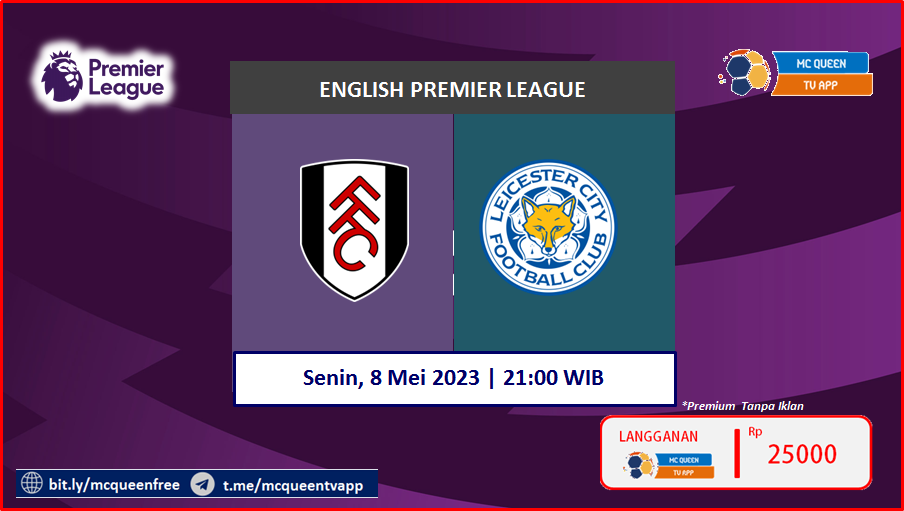 Premier
League
MC QUEEN
TV APP
ENGLISH PREMIER LEAGUE
FFC
LEICESTER CITY
FOOTBALL CLUB
Senin, 8 Mei 2023 | 21:00 WIB
*Premium Tanpa Iklan
LANGGANAN
MC QUEEN
TV APP
Rp
25000
bit.ly/mcqueenfree
t.me/mcqueentvapp